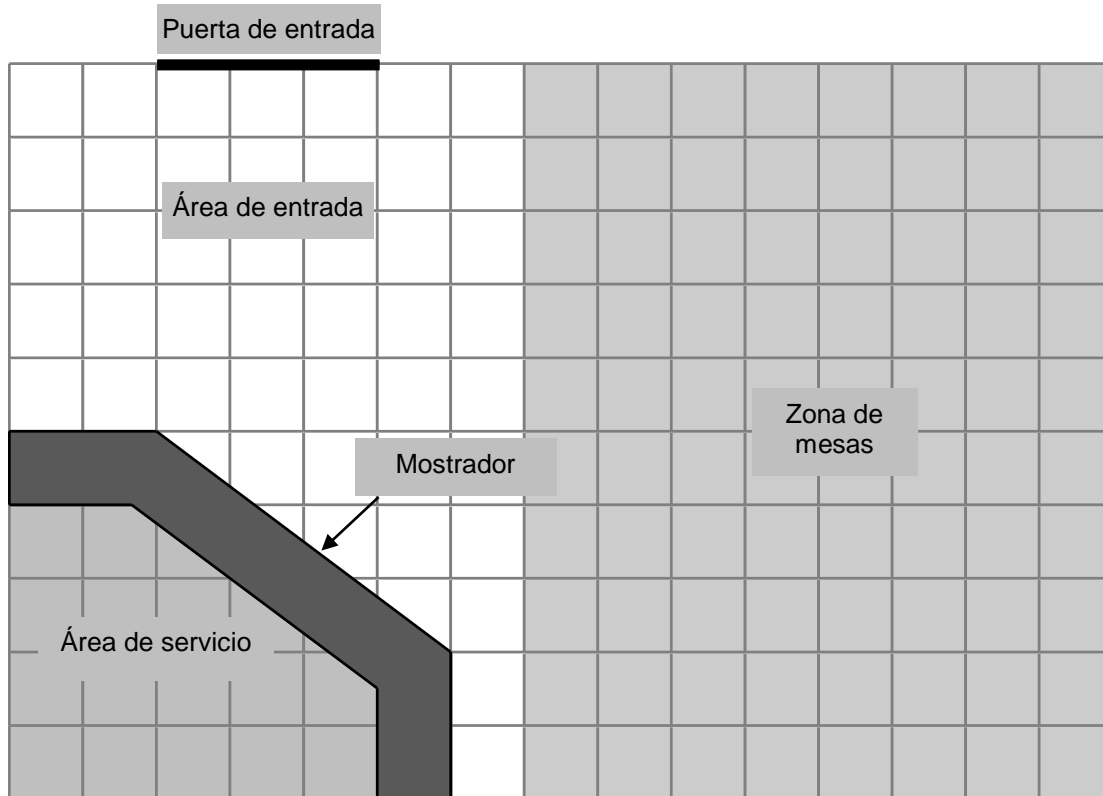 Puerta de entrada
Área de entrada
Zona de
mesas
Mostrador
Área de servicio